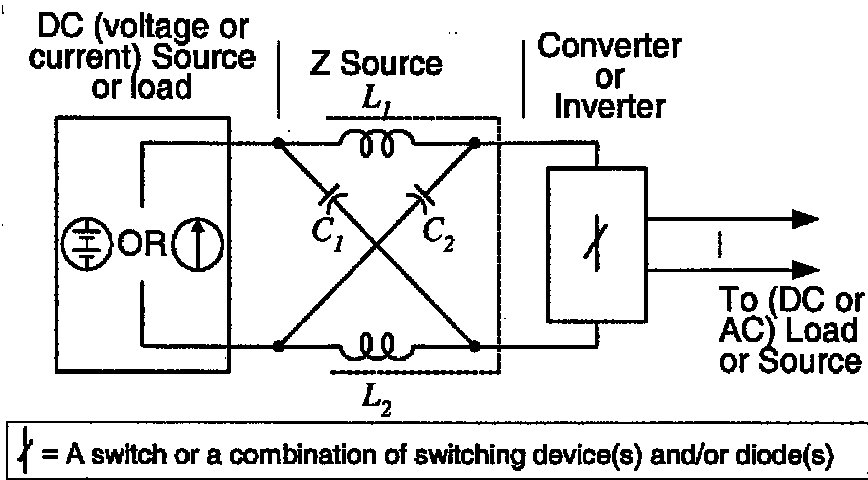 DC (voltage or
current) Source
or load
Z Source
Converter
or
Inverter
L1
C1
C2
OR
L2
To (DC or
AC) Load
or Source
= A switch or a combination of switching device(s) and/or diode(s)